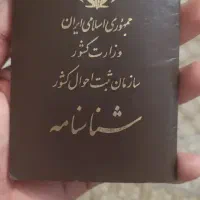 جمهوری اسلامی ایران
وزارت کشور
سازمان ثبت احوال کشور
شناسنامه